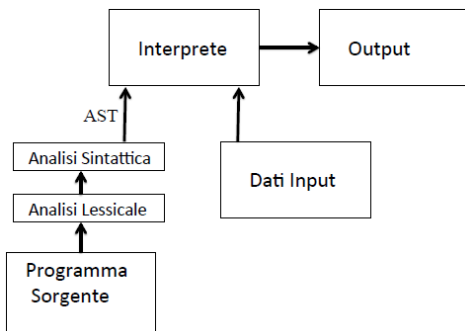 Interprete
Output
AST
Analisi Sintattica
Dati Input
Analisi Lessicale
Programma
Sorgente